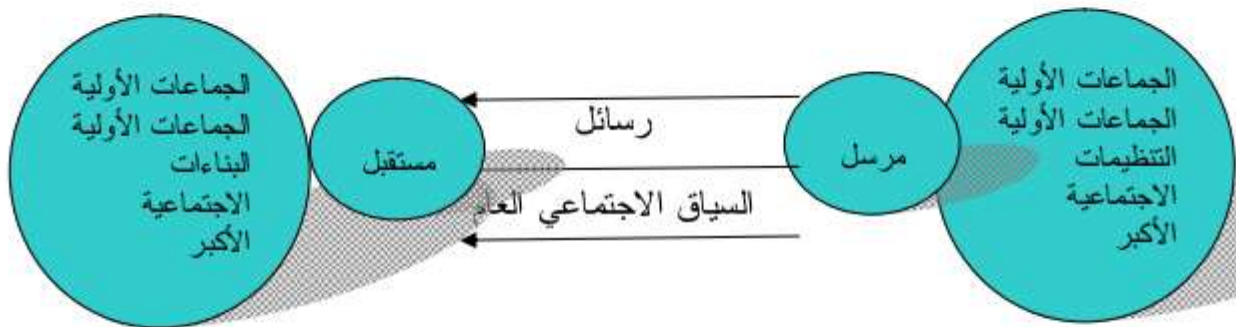 الجماعات الأولية
الجماعات الأولية
التنظيمات
الاجتماعية
الأكبر
مرسل
رسائل
السياق الاجتماعي العام
مستقبل
الجماعات الأولية
الجماعات الأولية
البناءات
الاجتماعية
الأكبر